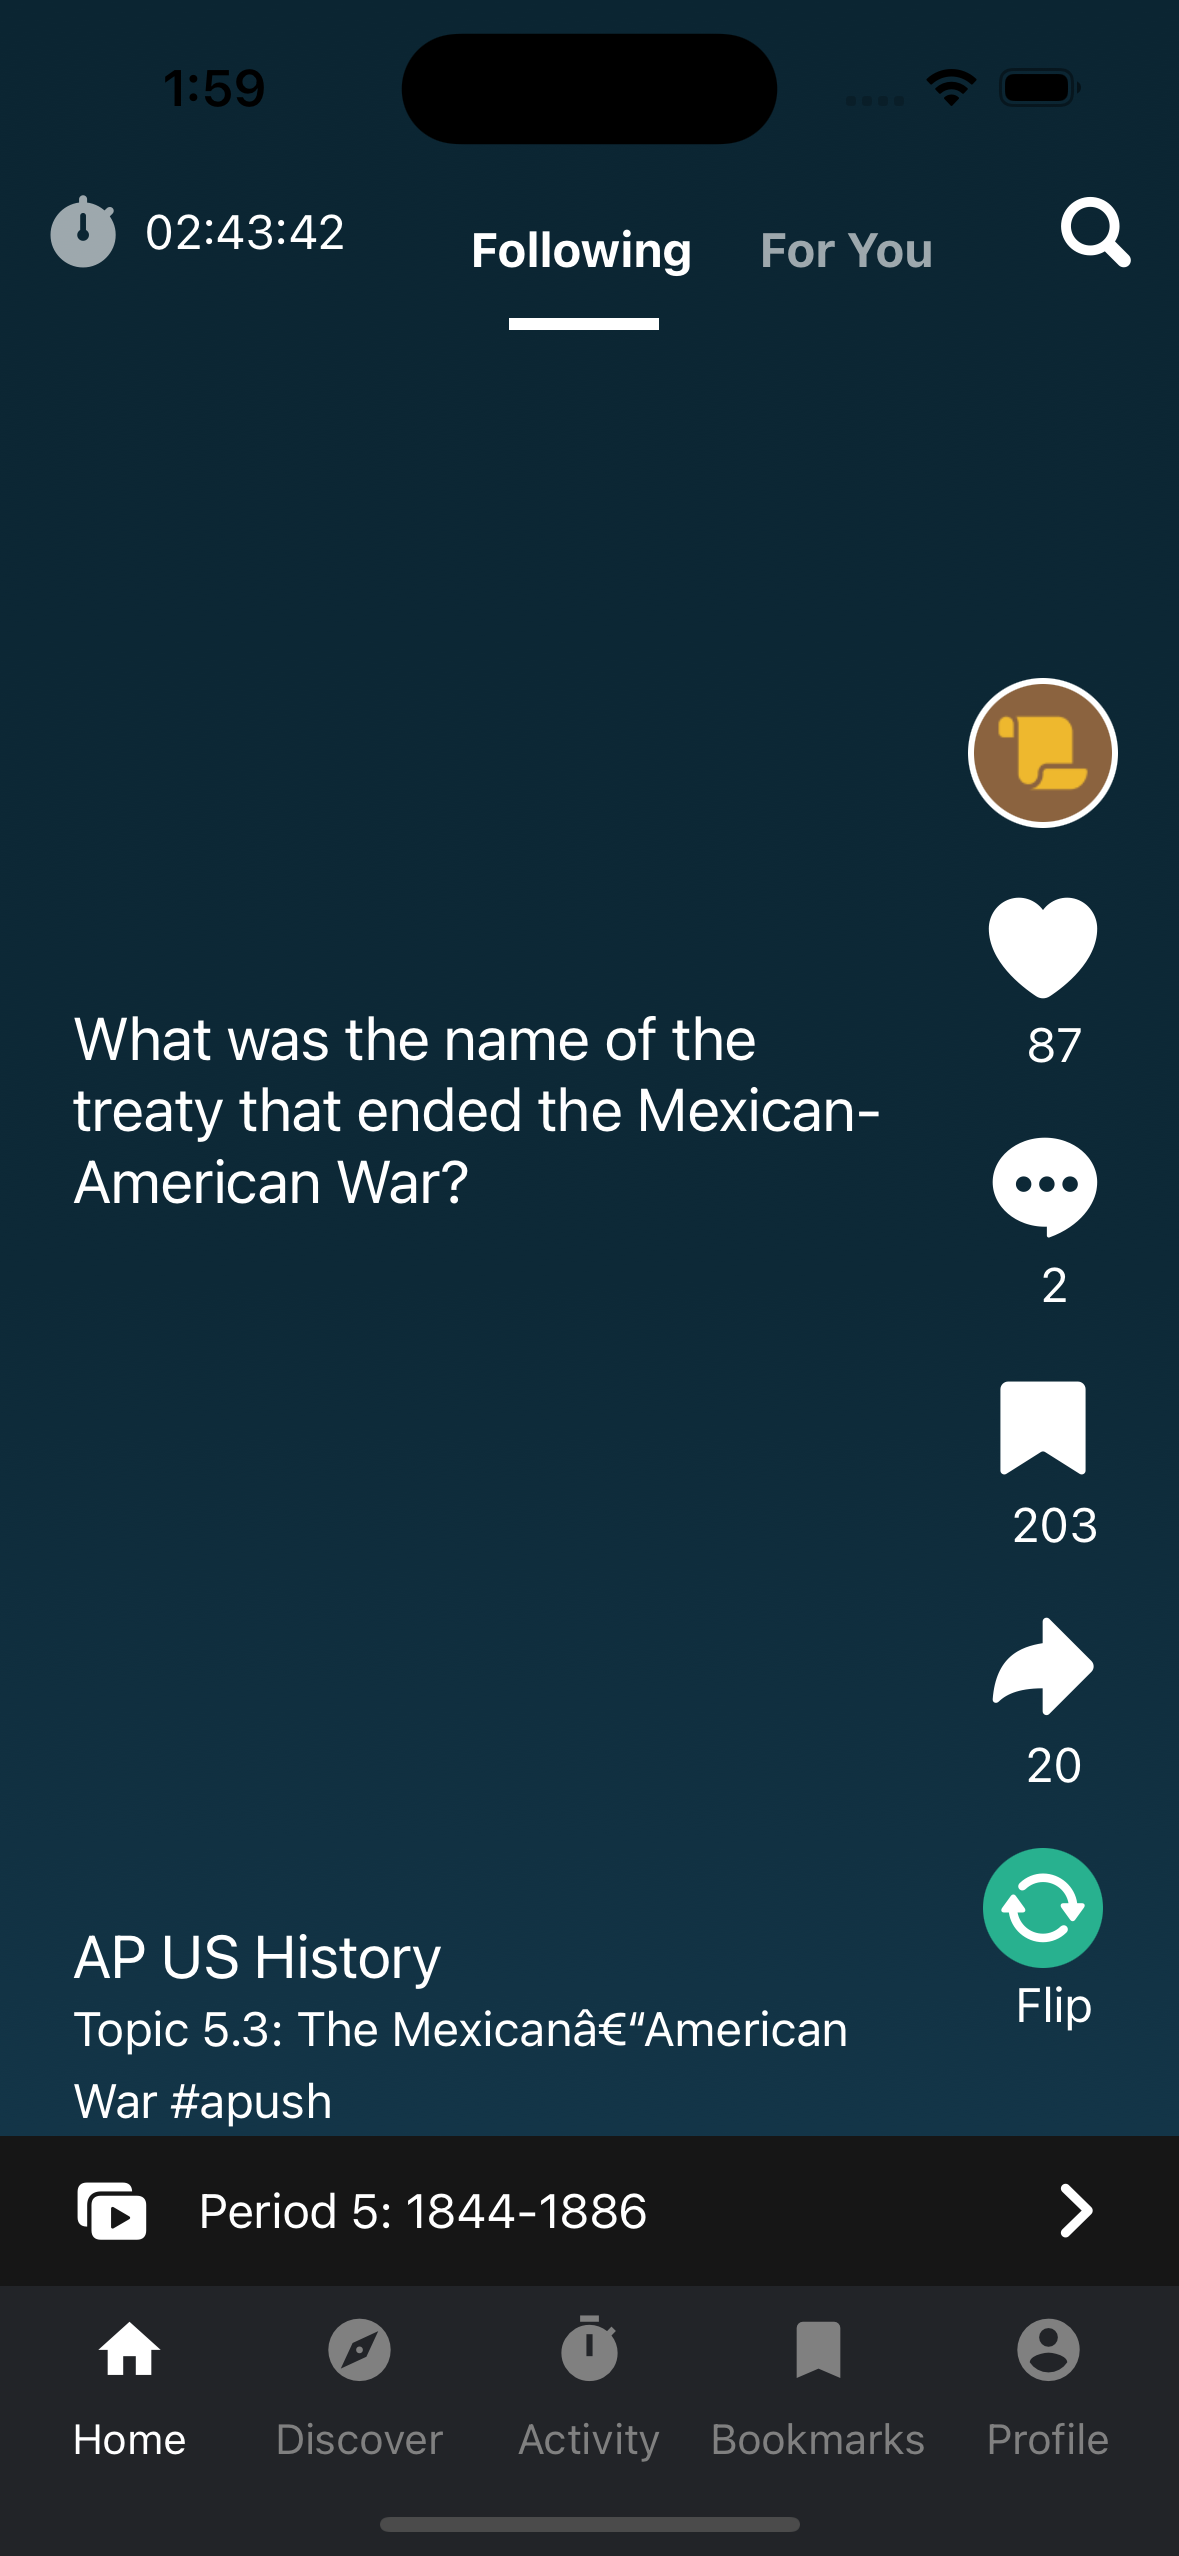 1:59
02:43:42
Following
For You
What was the name of the
treaty that ended the Mexican-
American War?
87
2
203
20
Flip
AP US History
Topic 5.3: The Mexicanâ€“American
War #apush
Period 5: 1844-1886
Home
Discover
Activity
Bookmarks
Profile